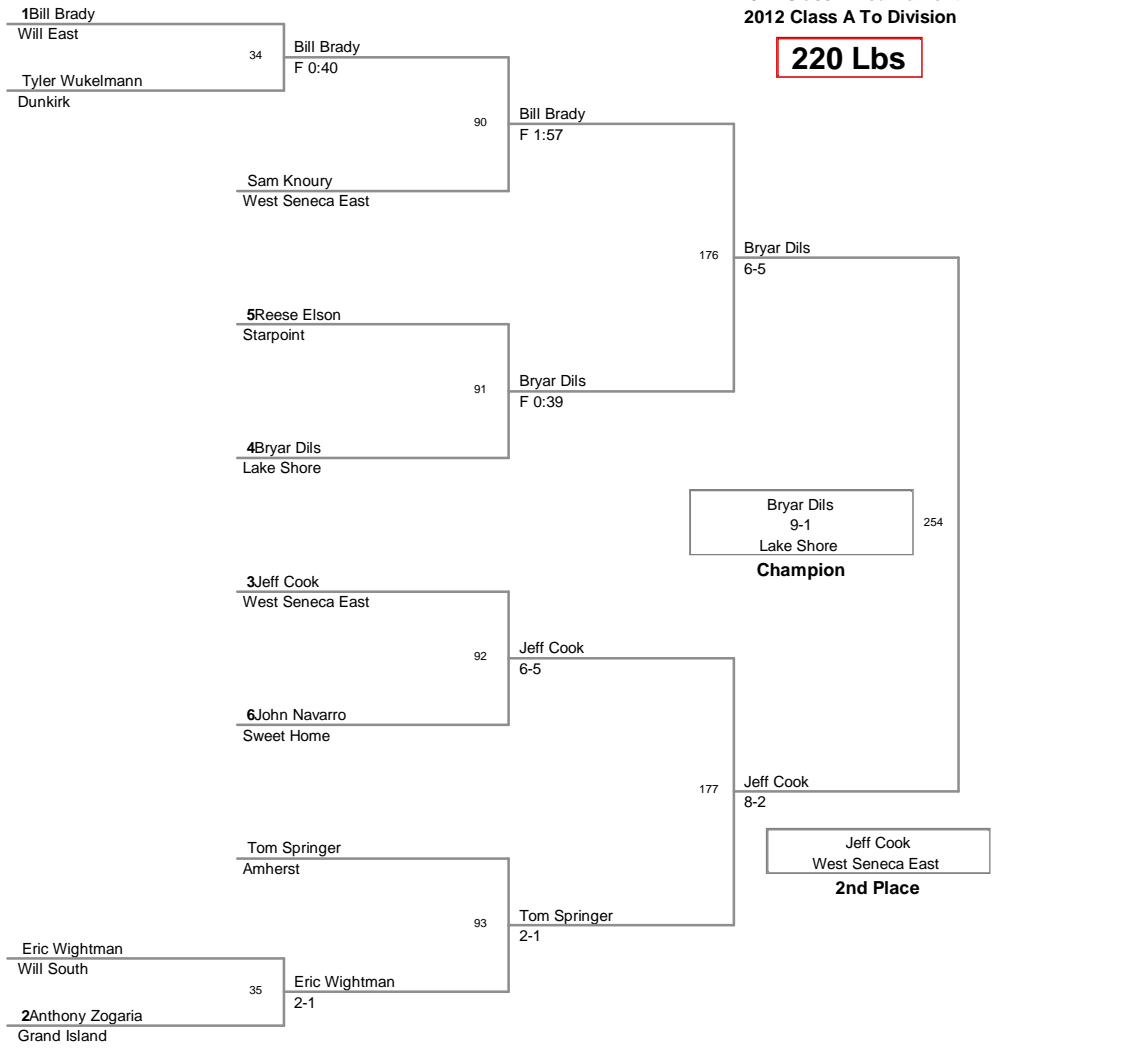 2012 Class A To Division
220 Lbs
1Bill Brady
Will East
34
Bill Brady
F 0:40
Tyler Wukelmann
Dunkirk
90
Bill Brady
F 1:57
Sam Knoury
West Seneca East
176
Bryar Dils
6-5
5Reese Elson
Starpoint
91
Bryar Dils
F 0:39
4Bryar Dils
Lake Shore
Bryar Dils
9-1
Lake Shore
254
Champion
3Jeff Cook
West Seneca East
92
Jeff Cook
6-5
6John Navarro
Sweet Home
177
Jeff Cook
8-2
Jeff Cook
West Seneca East
2nd Place
Tom Springer
Amherst
93
Tom Springer
2-1
Eric Wightman
Will South
35
Eric Wightman
2-1
2Anthony Zogaria
Grand Island